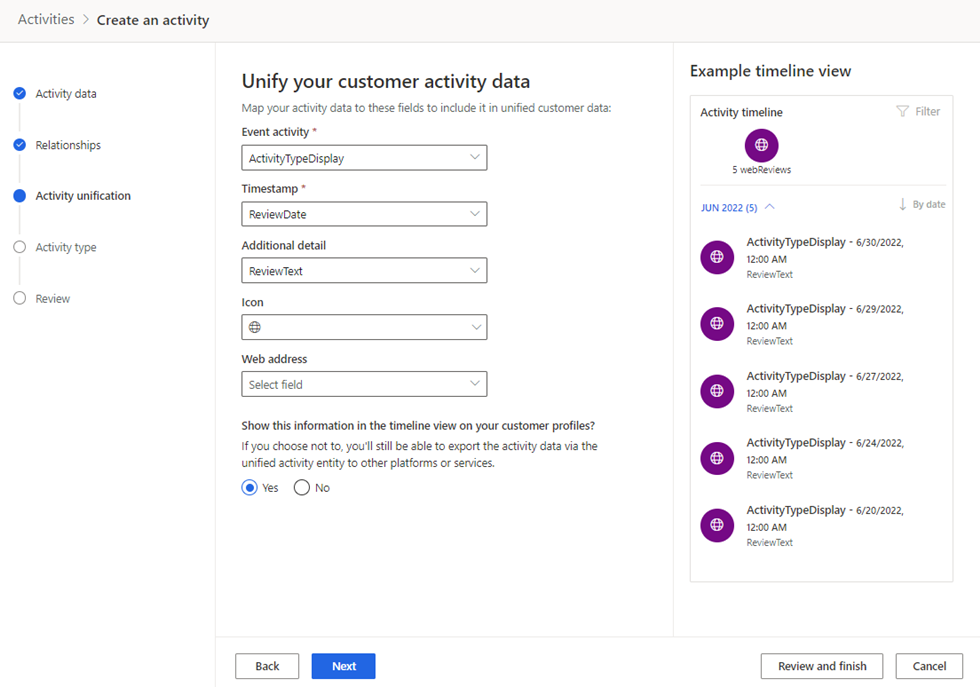 Activities > Create an activity
Activity data
Relationships
Activity unification
Activity type
Review
Unify your customer activity data
Map your activity data to these fields to include it in unified customer data:
Event activity *
ActivityTypeDisplay
Timestamp *
ReviewDate
Additional detail
ReviewText
Icon
Web address
Select field
Show this information in the timeline view on your customer profiles?
If you choose not to, you'll still be able to export the activity data via the
unified activity entity to other platforms or services.
Yes No
Example timeline view
Activity timeline Filter
5 webReviews
JUN 2022 (5) By date
ActivityTypeDisplay - 6/30/2022,
12:00 AM
ReviewText
ActivityTypeDisplay - 6/29/2022,
12:00 AM
ReviewText
ActivityTypeDisplay - 6/27/2022,
12:00 AM
ReviewText
ActivityTypeDisplay - 6/24/2022,
12:00 AM
ReviewText
ActivityTypeDisplay - 6/20/2022,
12:00 AM
ReviewText
Back Next Review and finish Cancel